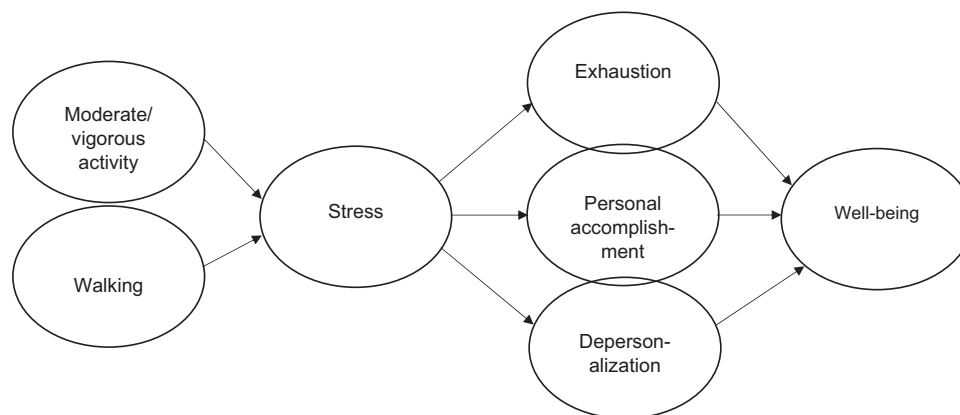 Moderate/
vigorous
activity
Walking
Stress
Exhaustion
Personal
accomplish-
ment
Deperson-
alization
Well-being